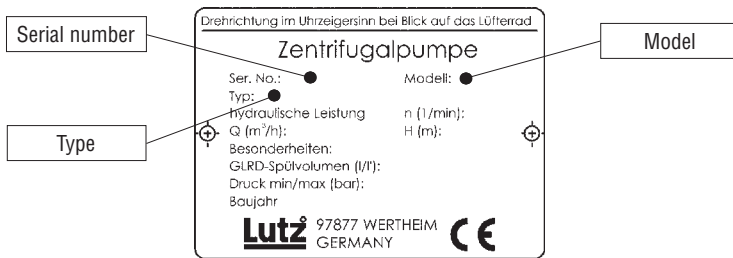 Drehrichtung im Uhrzeigersinn bei Blick auf das Lüfterrad
Serial number
Zentrifugalpumpe
Model
Ser. No.: Modell:
Typ:
hydraulische Leistung n (1/min):
Type
Q (m³/h): H (m):
Besonderheiten:
GLRD-Spülvolumen (l/l'):
Druck min/max (bar):
Baujahr
Lutz 97877 WERTHEIM CE
GERMANY